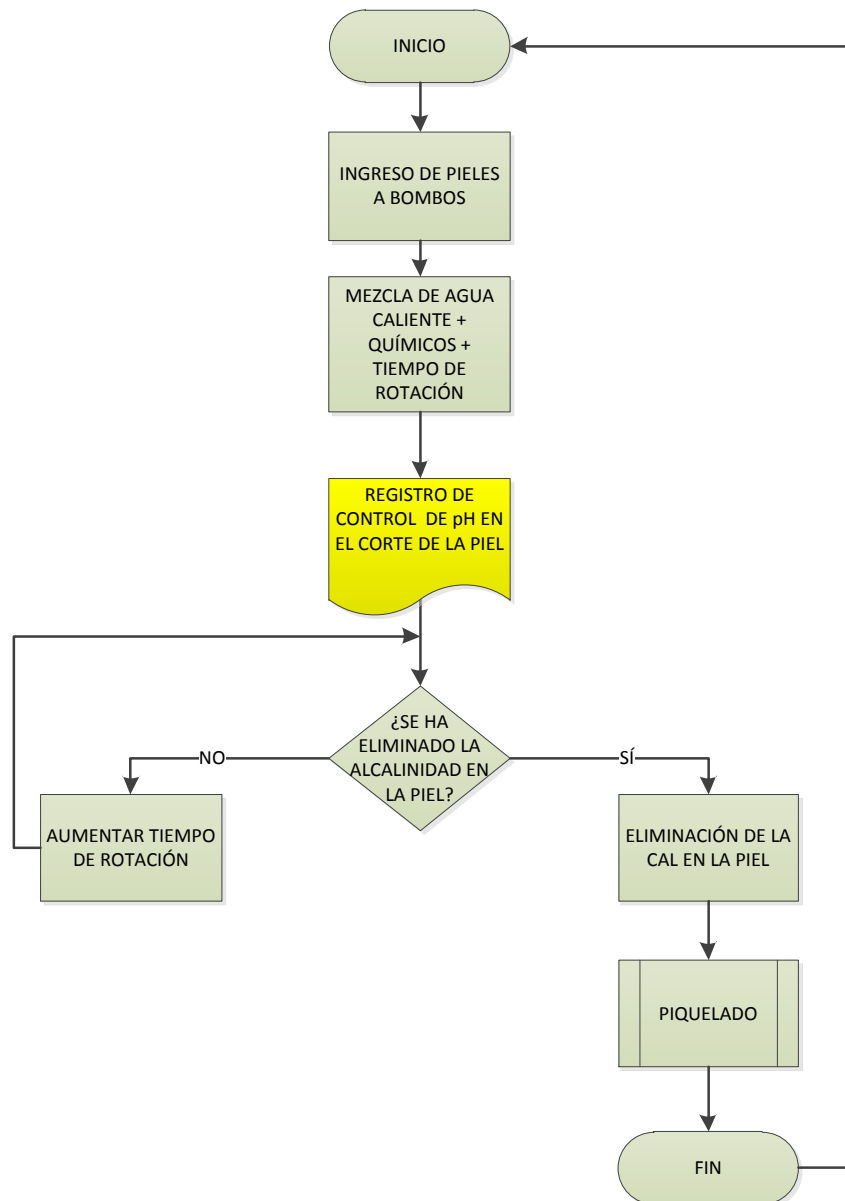 INICIO
INGRESO DE PIELES
A BOMBOS
MEZCLA DE AGUA
CALIENTE +
QUÍMICOS +
TIEMPO DE
ROTACIÓN
REGISTRO DE
CONTROL DE pH EN
EL CORTE DE LA PIEL
¿SE HA
ELIMINADO LA
ALCALINIDAD EN
LA PIEL?
NO
SÍ
AUMENTAR TIEMPO
DE ROTACIÓN
ELIMINACIÓN DE LA
CAL EN LA PIEL
PIQUELADO
FIN